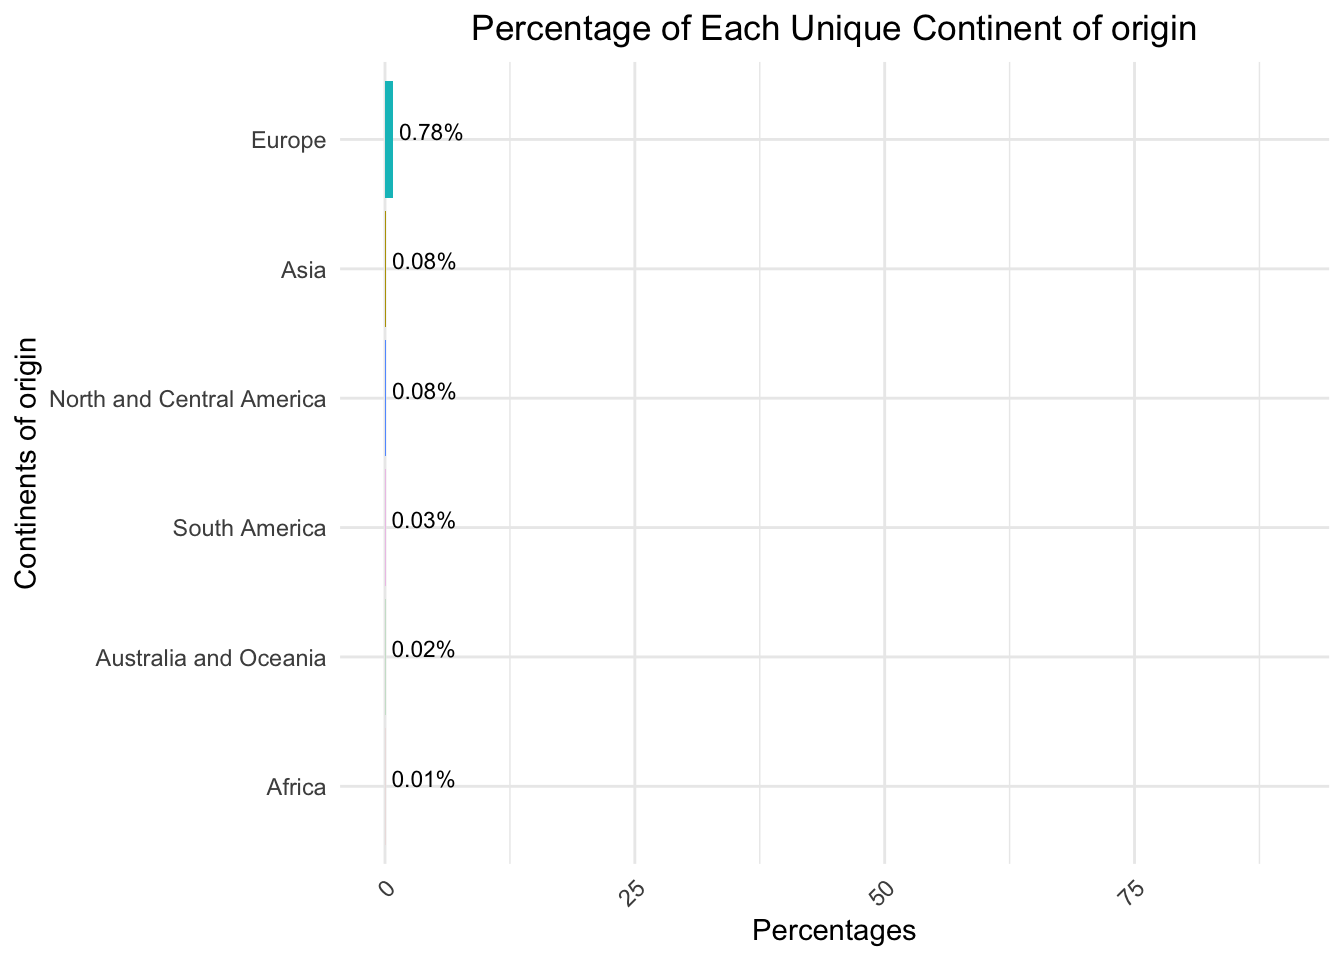 Percentage of Each Unique Continent of origin
Europe
0.78%
Asia
0.08%
North and Central America
0.08%
South America
0.03%
Australia and Oceania
0.02%
Africa
0.01%
Continents of origin
0
25
50
75
Percentages